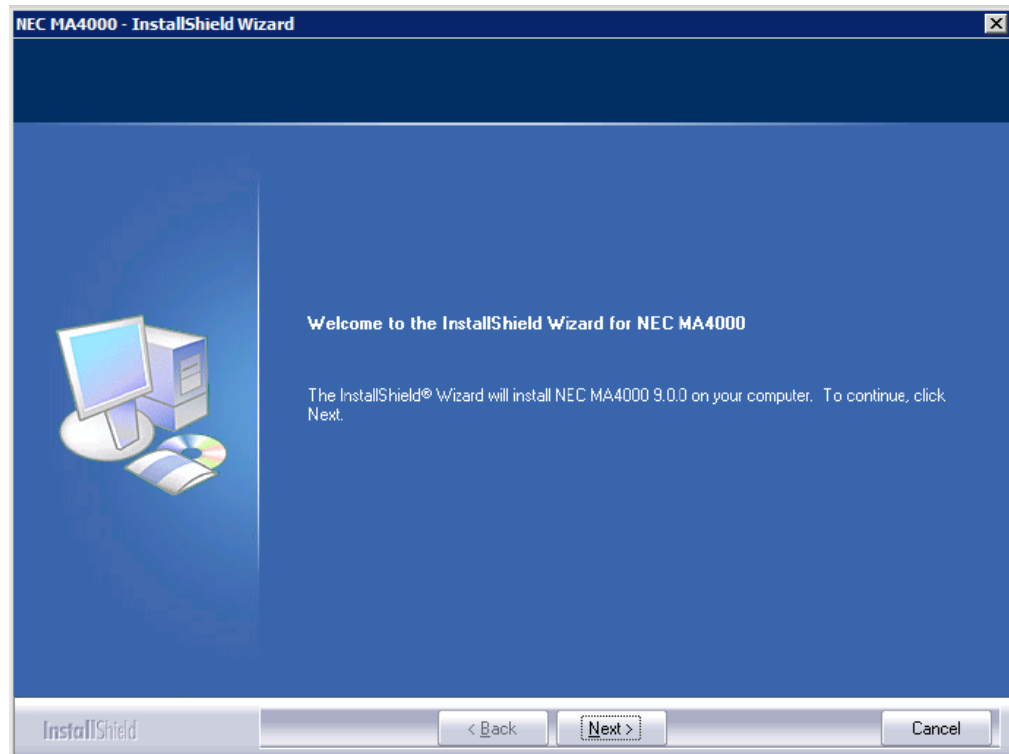 NEC MA4000 - InstallShield Wizard
Welcome to the InstallShield Wizard for NEC MA4000
The InstallShield® Wizard will install NEC MA4000 9.0.0 on your computer. To continue, click
Next.
InstallShield
< Back
Next >
Cancel